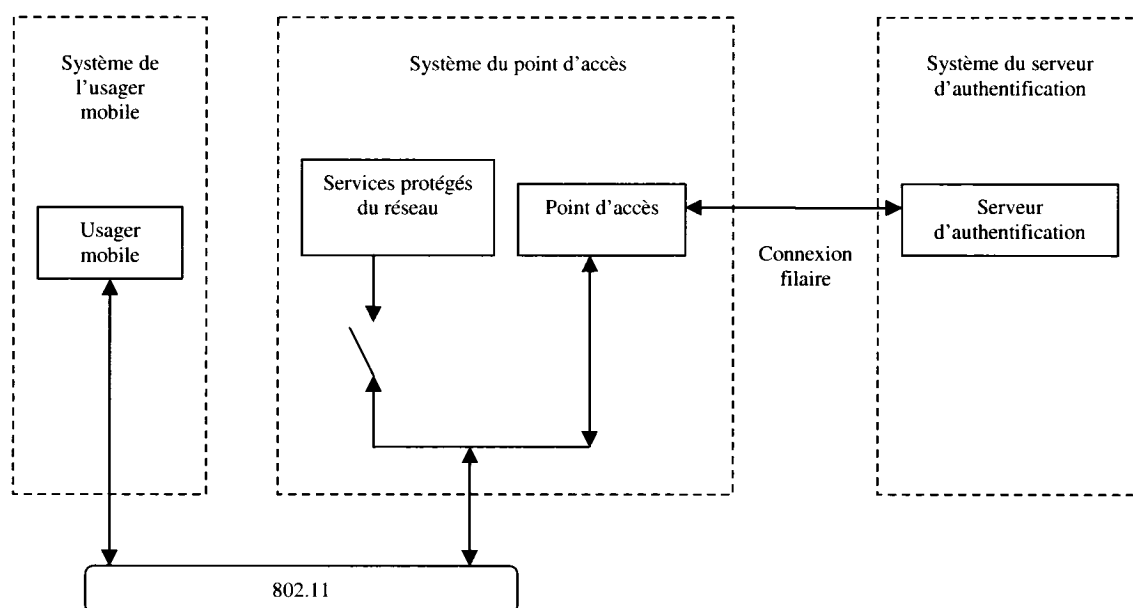 Système de
l'usager
mobile
Système du point d'accès
Système du serveur
d'authentification
Services protégés
du réseau
Point d'accès
Serveur
d'authentification
Usager
mobile
Connexion
filaire
802.11